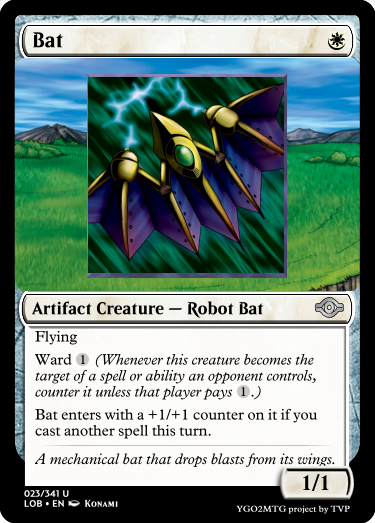 Bat
Artifact Creature — Robot Bat
Flying
Ward 1 (Whenever this creature becomes the
target of a spell or ability an opponent controls,
counter it unless that player pays 1.)
Bat enters with a +1/+1 counter on it if you
cast another spell this turn.
A mechanical bat that drops blasts from its wings.
1/1
023/341 U
LOB • EN Konami
YGO2MTG project by TVP